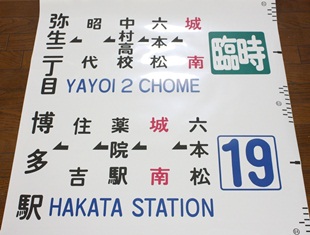 弥生二丁目
昭代
中村高校
六本松
城南
臨時
YAYOI 2 CHOME
博多駅
住吉
薬院駅
城南
六本松
19
HAKATA STATION